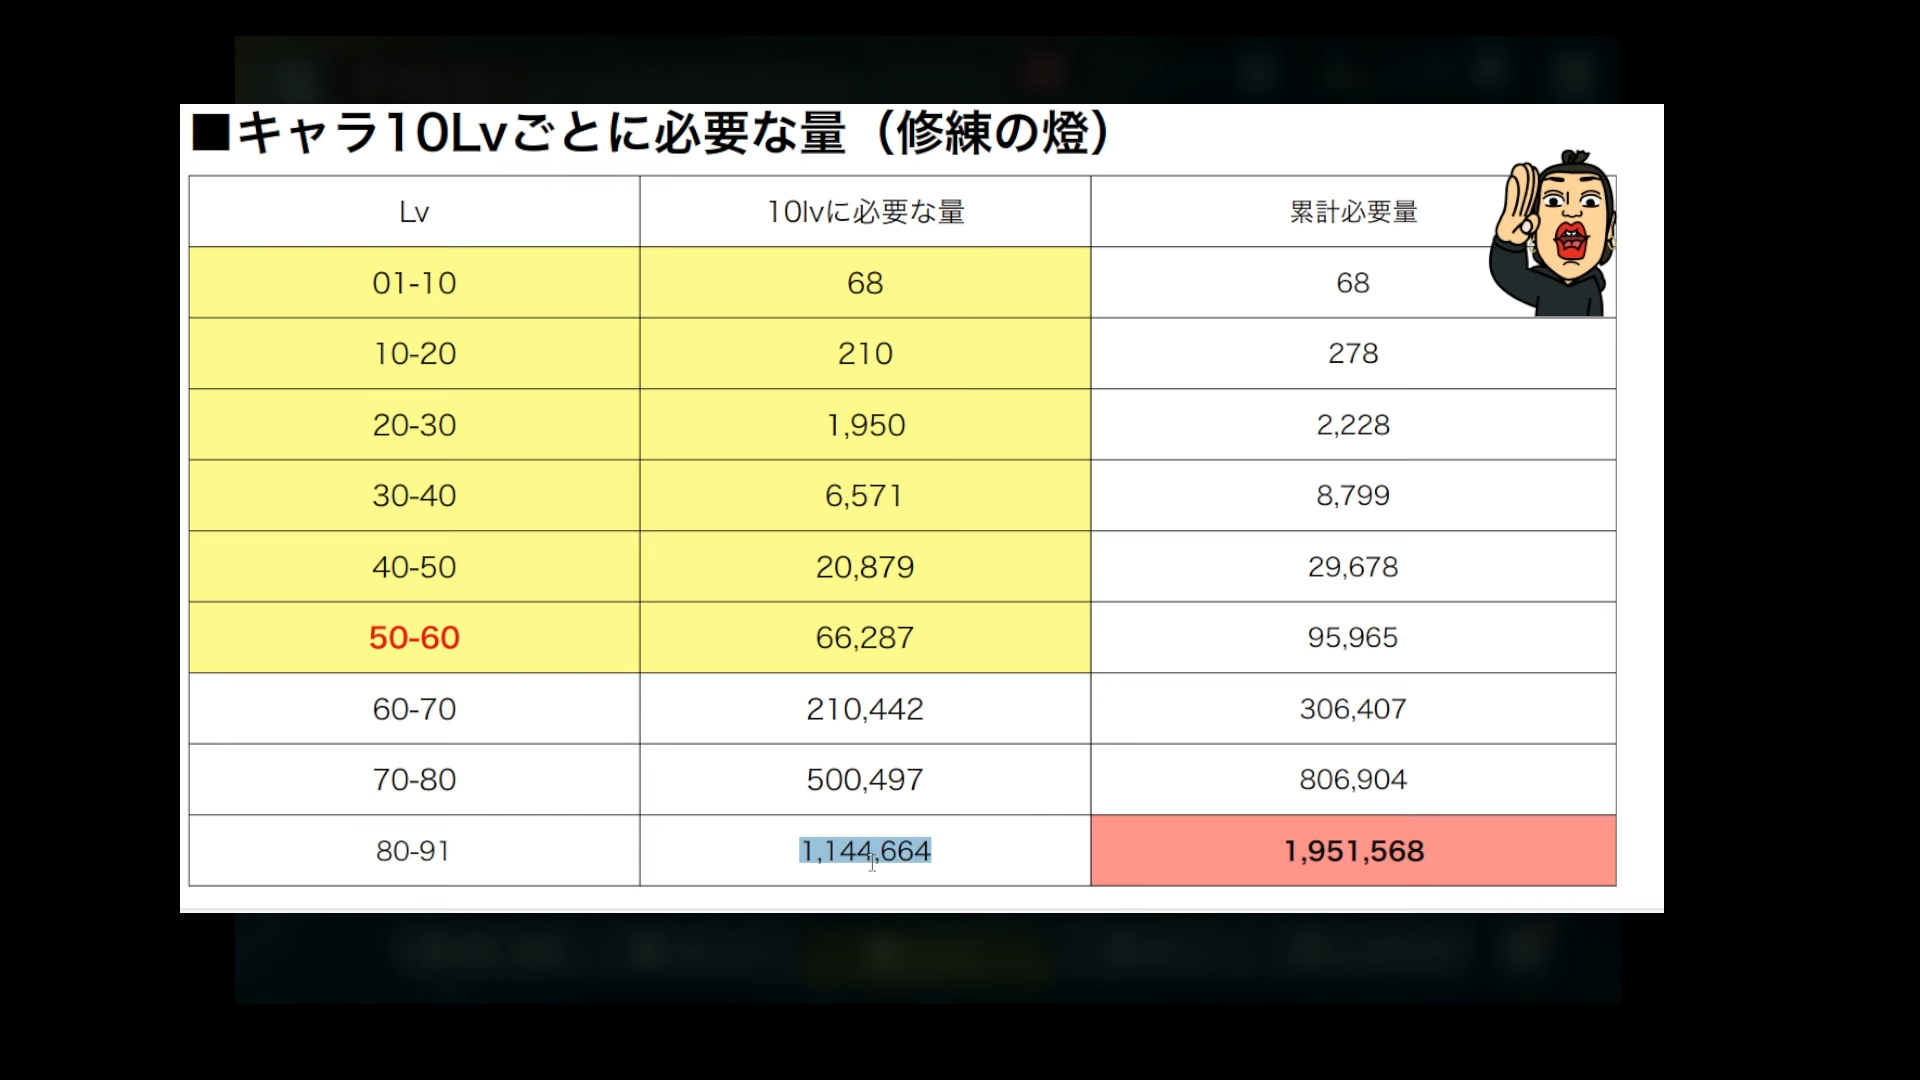 ■キャラ10Lvごとに必要な量（修練の燈）
Lv 10lvに必要な量 累計必要量
01-10 68 68
10-20 210 278
20-30 1,950 2,228
30-40 6,571 8,799
40-50 20,879 29,678
50-60 66,287 95,965
60-70 210,442 306,407
70-80 500,497 806,904
80-91 1,144,664 1,951,568